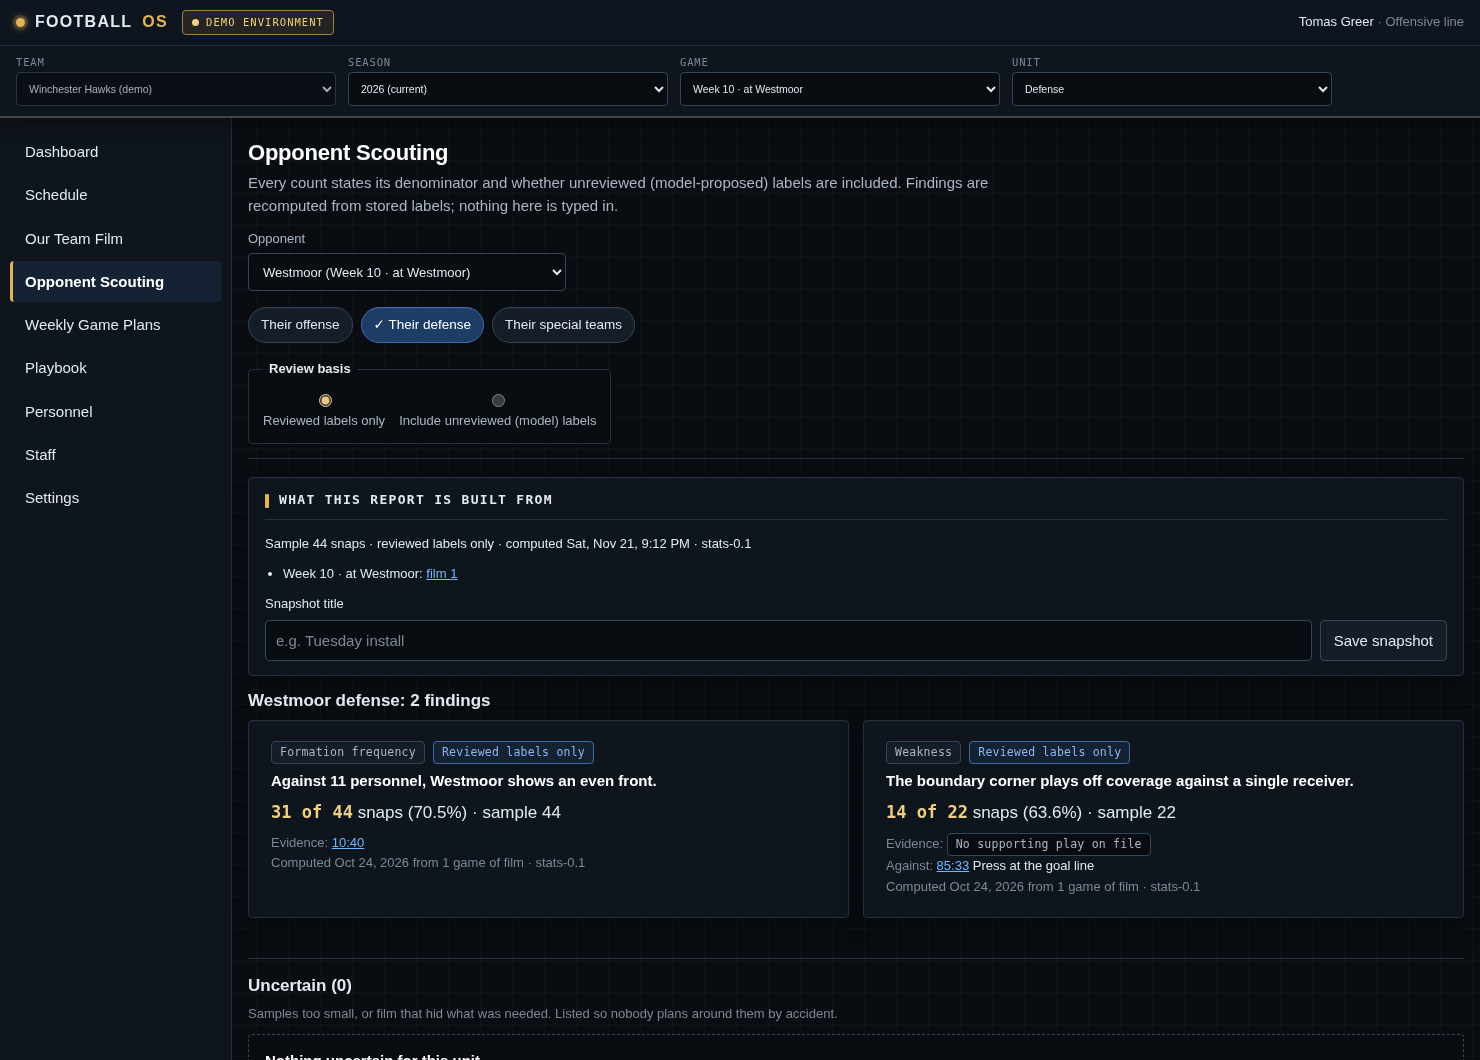 FOOTBALL OS
DEMO ENVIRONMENT
Tomas Greer · Offensive line
TEAM
SEASON
GAME
UNIT
Winchester Hawks (demo)
2026 (current)
Week 10 · at Westmoor
Defense
Dashboard
Schedule
Our Team Film
Opponent Scouting
Weekly Game Plans
Playbook
Personnel
Staff
Settings
Opponent Scouting
Every count states its denominator and whether unreviewed (model-proposed) labels are included. Findings are
recomputed from stored labels; nothing here is typed in.
Opponent
Westmoor (Week 10 · at Westmoor)
Their offense
✓ Their defense
Their special teams
Review basis
Reviewed labels only
Include unreviewed (model) labels
WHAT THIS REPORT IS BUILT FROM
Sample 44 snaps · reviewed labels only · computed Sat, Nov 21, 9:12 PM · stats-0.1
• Week 10 · at Westmoor: film 1
Snapshot title
e.g. Tuesday install
Save snapshot
Westmoor defense: 2 findings
Formation frequency
Reviewed labels only
Against 11 personnel, Westmoor shows an even front.
31 of 44 snaps (70.5%) · sample 44
Evidence: 10:40
Computed Oct 24, 2026 from 1 game of film · stats-0.1
Weakness
Reviewed labels only
The boundary corner plays off coverage against a single receiver.
14 of 22 snaps (63.6%) · sample 22
Evidence: No supporting play on file
Against: 85:33 Press at the goal line
Computed Oct 24, 2026 from 1 game of film · stats-0.1
Uncertain (0)
Samples too small, or film that hid what was needed. Listed so nobody plans around them by accident.
Nothing uncertain for this unit